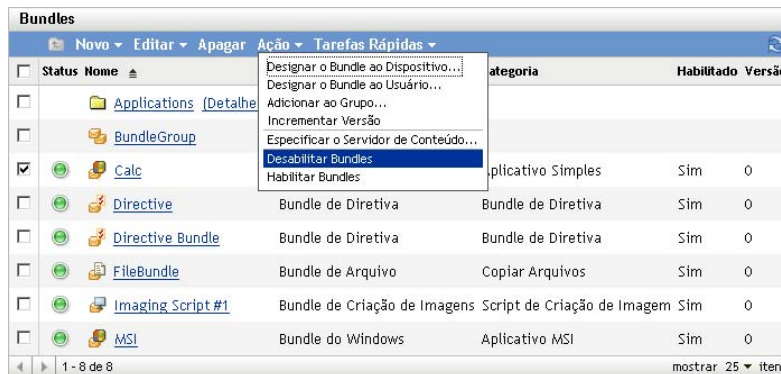 Bundles
Novo Editar Apagar Ação Tarefas Rápidas
Status Nome ategoria Habilitado Versã
Designar o Bundle ao Dispositivo...
Designar o Bundle ao Usuário...
Adicionar ao Grupo...
Incrementar Versão
Especificar o Servidor de Conteúdo...
Desabilitar Bundles
Habilitar Bundles
Applications (Detalhe
BundleGroup
Calc plicativo Simples Sim 0
Directive Bundle de Diretiva Bundle de Diretiva Sim 0
Directive Bundle Bundle de Diretiva Bundle de Diretiva Sim 0
FileBundle Bundle de Arquivo Copiar Arquivos Sim 0
Imaging Script #1 Bundle de Criação de Imagens Script de Criação de Imagem Sim 0
MSI Bundle do Windows Aplicativo MSI Sim 0
1 - 8 de 8 mostrar 25 iten